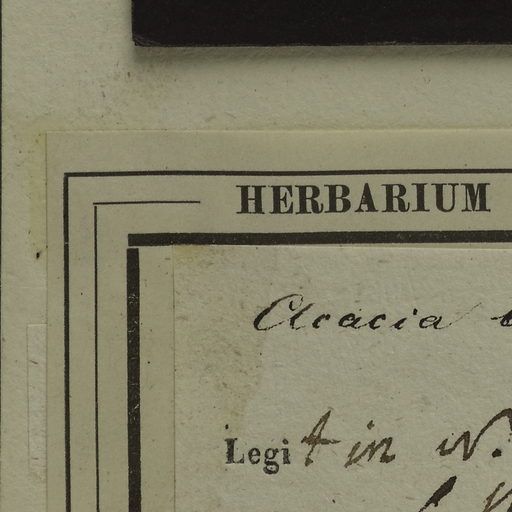 HERBARIUM
Acacia
Legit in N.